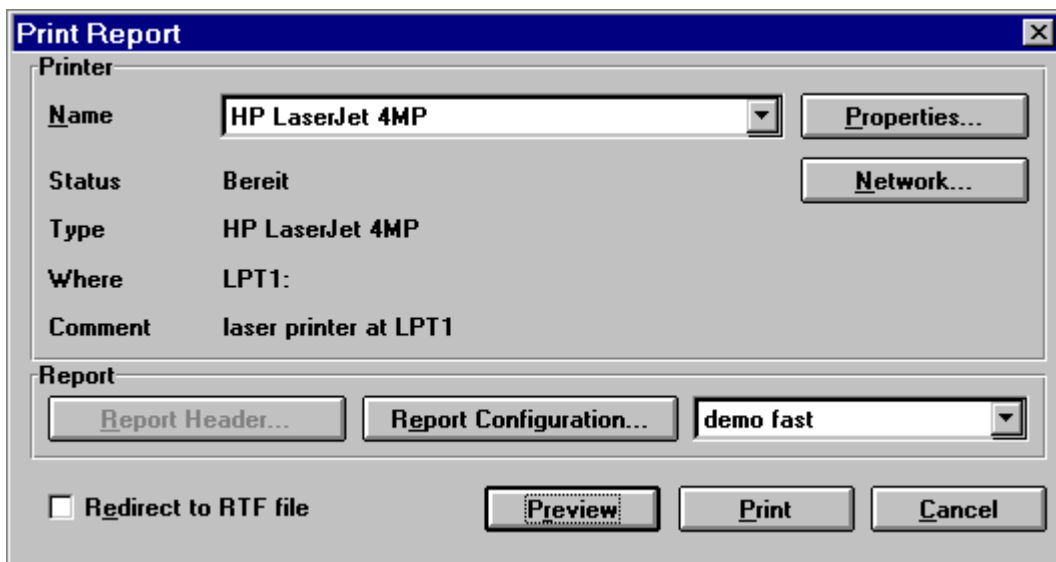 Print Report
Printer
Name HP LaserJet 4MP Properties...
Status Bereit Network...
Type HP LaserJet 4MP
Where LPT1:
Comment laser printer at LPT1
Report
Report Header... Report Configuration... demo fast
Redirect to RTF file Preview Print Cancel